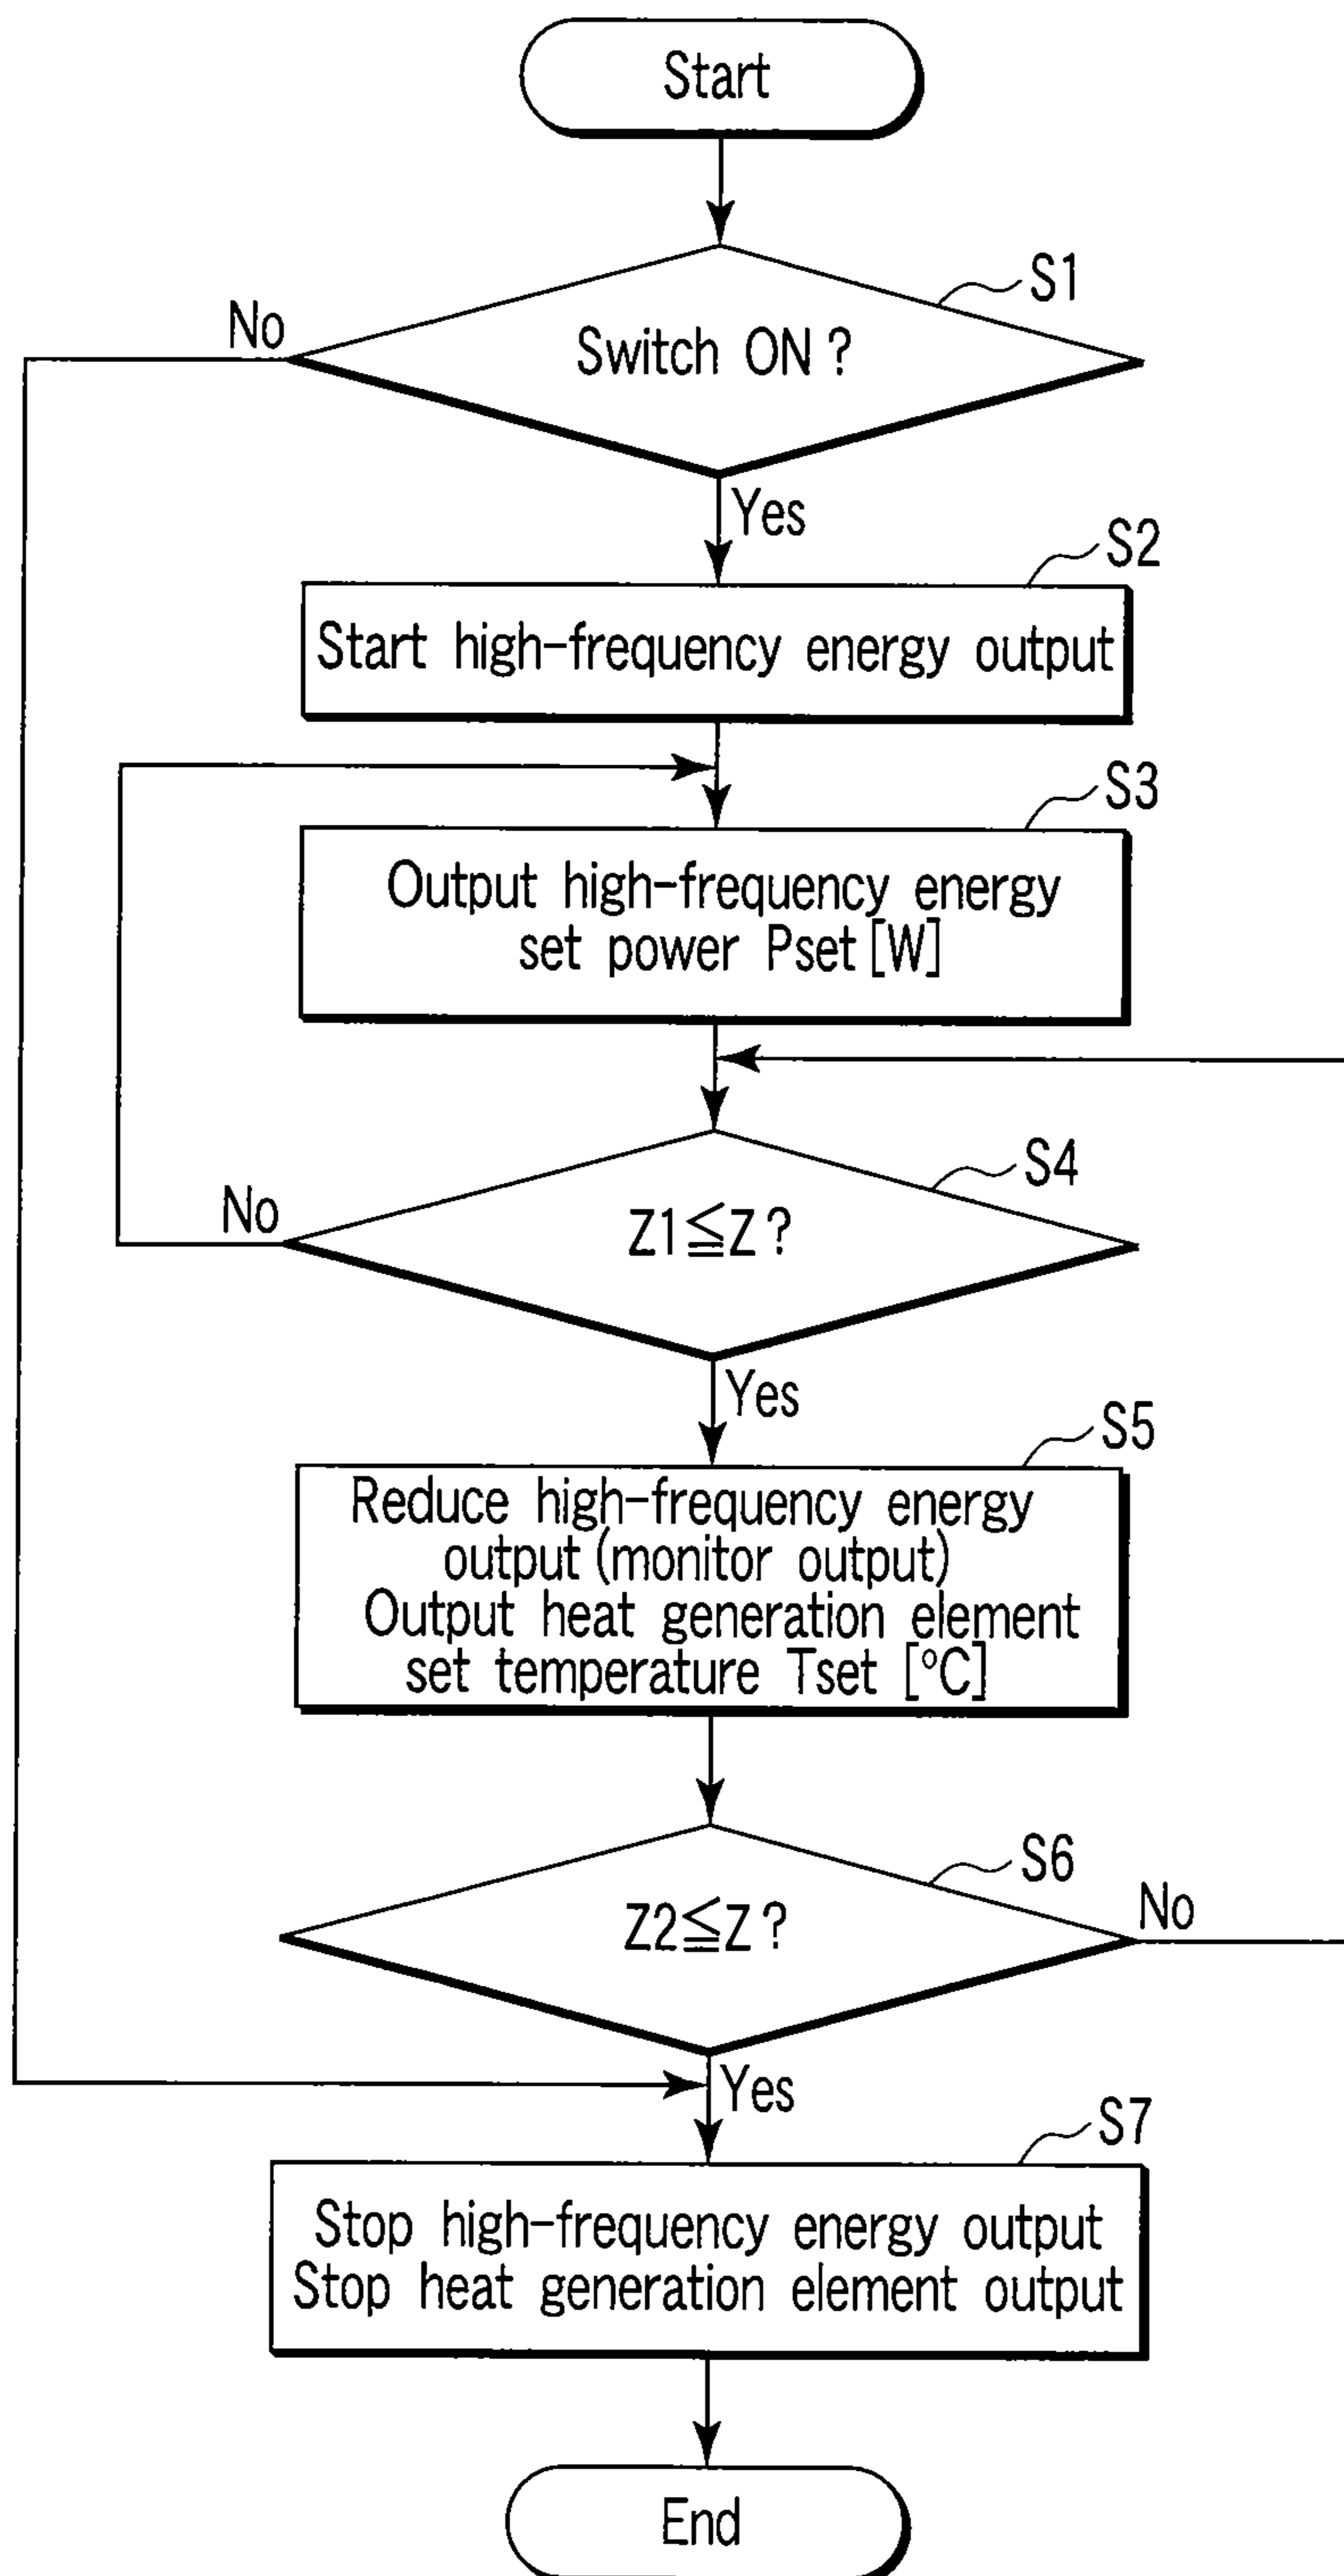 Start
S1
No
Switch ON ?
Yes
S2
Start high-frequency energy output
S3
Output high-frequency energy
set power Pset [W]
S4
No
Z1≦Z ?
Yes
S5
Reduce high-frequency energy
output (monitor output)
Output heat generation element
set temperature Tset [°C]
S6
No
Z2≦Z ?
Yes
S7
Stop high-frequency energy output
Stop heat generation element output
End